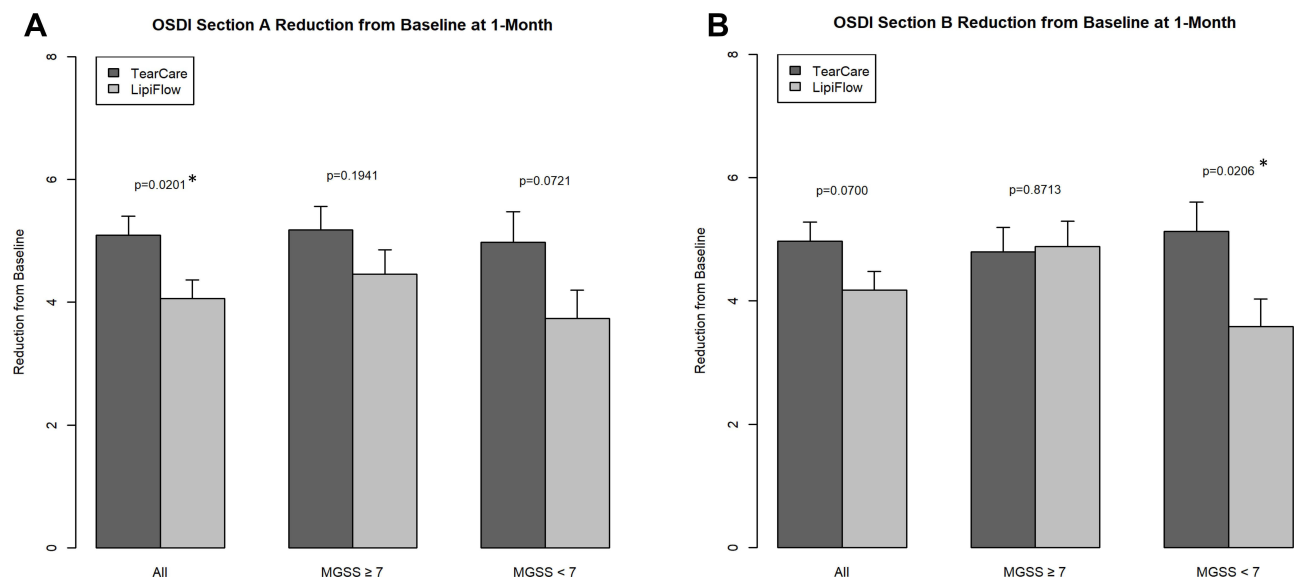 A
OSDI Section A Reduction from Baseline at 1-Month
TearCare
LipiFlow
Reduction from Baseline
8
6
4
2
0
p=0.0201 *
p=0.1941
p=0.0721
All
MGSS ≥ 7
MGSS < 7
B
OSDI Section B Reduction from Baseline at 1-Month
TearCare
LipiFlow
Reduction from Baseline
8
6
4
2
0
p=0.0700
p=0.8713
p=0.0206 *
All
MGSS ≥ 7
MGSS < 7